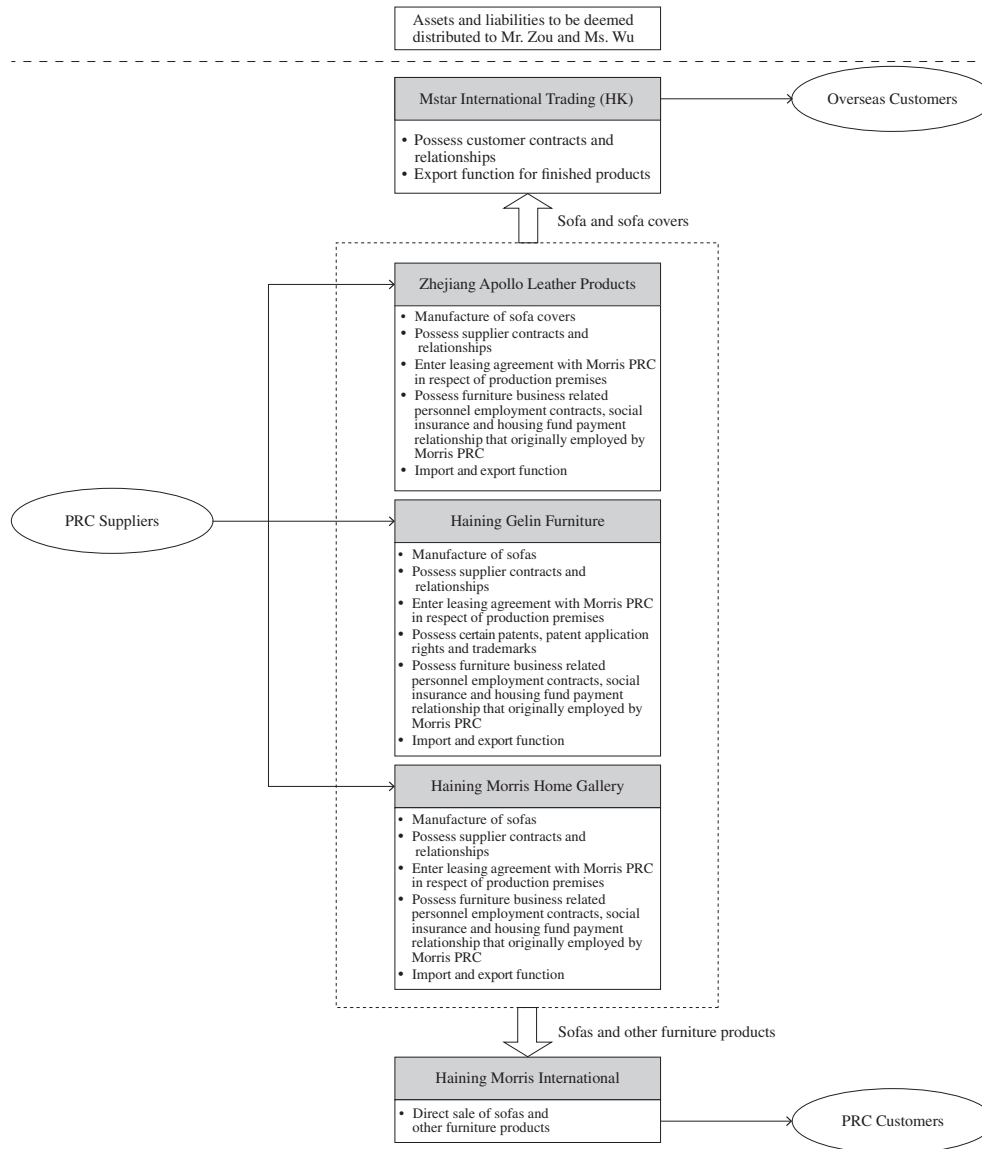 Assets and liabilities to be deemed
distributed to Mr. Zou and Ms. Wu
Mstar International Trading (HK)
Overseas Customers
• Possess customer contracts and
relationships
• Export function for finished products
Sofa and sofa covers
Zhejiang Apollo Leather Products
• Manufacture of sofa covers
• Possess supplier contracts and
relationships
• Enter leasing agreement with Morris PRC
in respect of production premises
• Possess furniture business related
personnel employment contracts, social
insurance and housing fund payment
relationship that originally employed by
Morris PRC
• Import and export function
PRC Suppliers
Haining Gelin Furniture
• Manufacture of sofas
• Possess supplier contracts and
relationships
• Enter leasing agreement with Morris PRC
in respect of production premises
• Possess certain patents, patent application
rights and trademarks
• Possess furniture business related
personnel employment contracts, social
insurance and housing fund payment
relationship that originally employed by
Morris PRC
• Import and export function
Haining Morris Home Gallery
• Manufacture of sofas
• Possess supplier contracts and
relationships
• Enter leasing agreement with Morris PRC
in respect of production premises
• Possess furniture business related
personnel employment contracts, social
insurance and housing fund payment
relationship that originally employed by
Morris PRC
• Import and export function
Sofas and other furniture products
Haining Morris International
• Direct sale of sofas and
other furniture products
PRC Customers